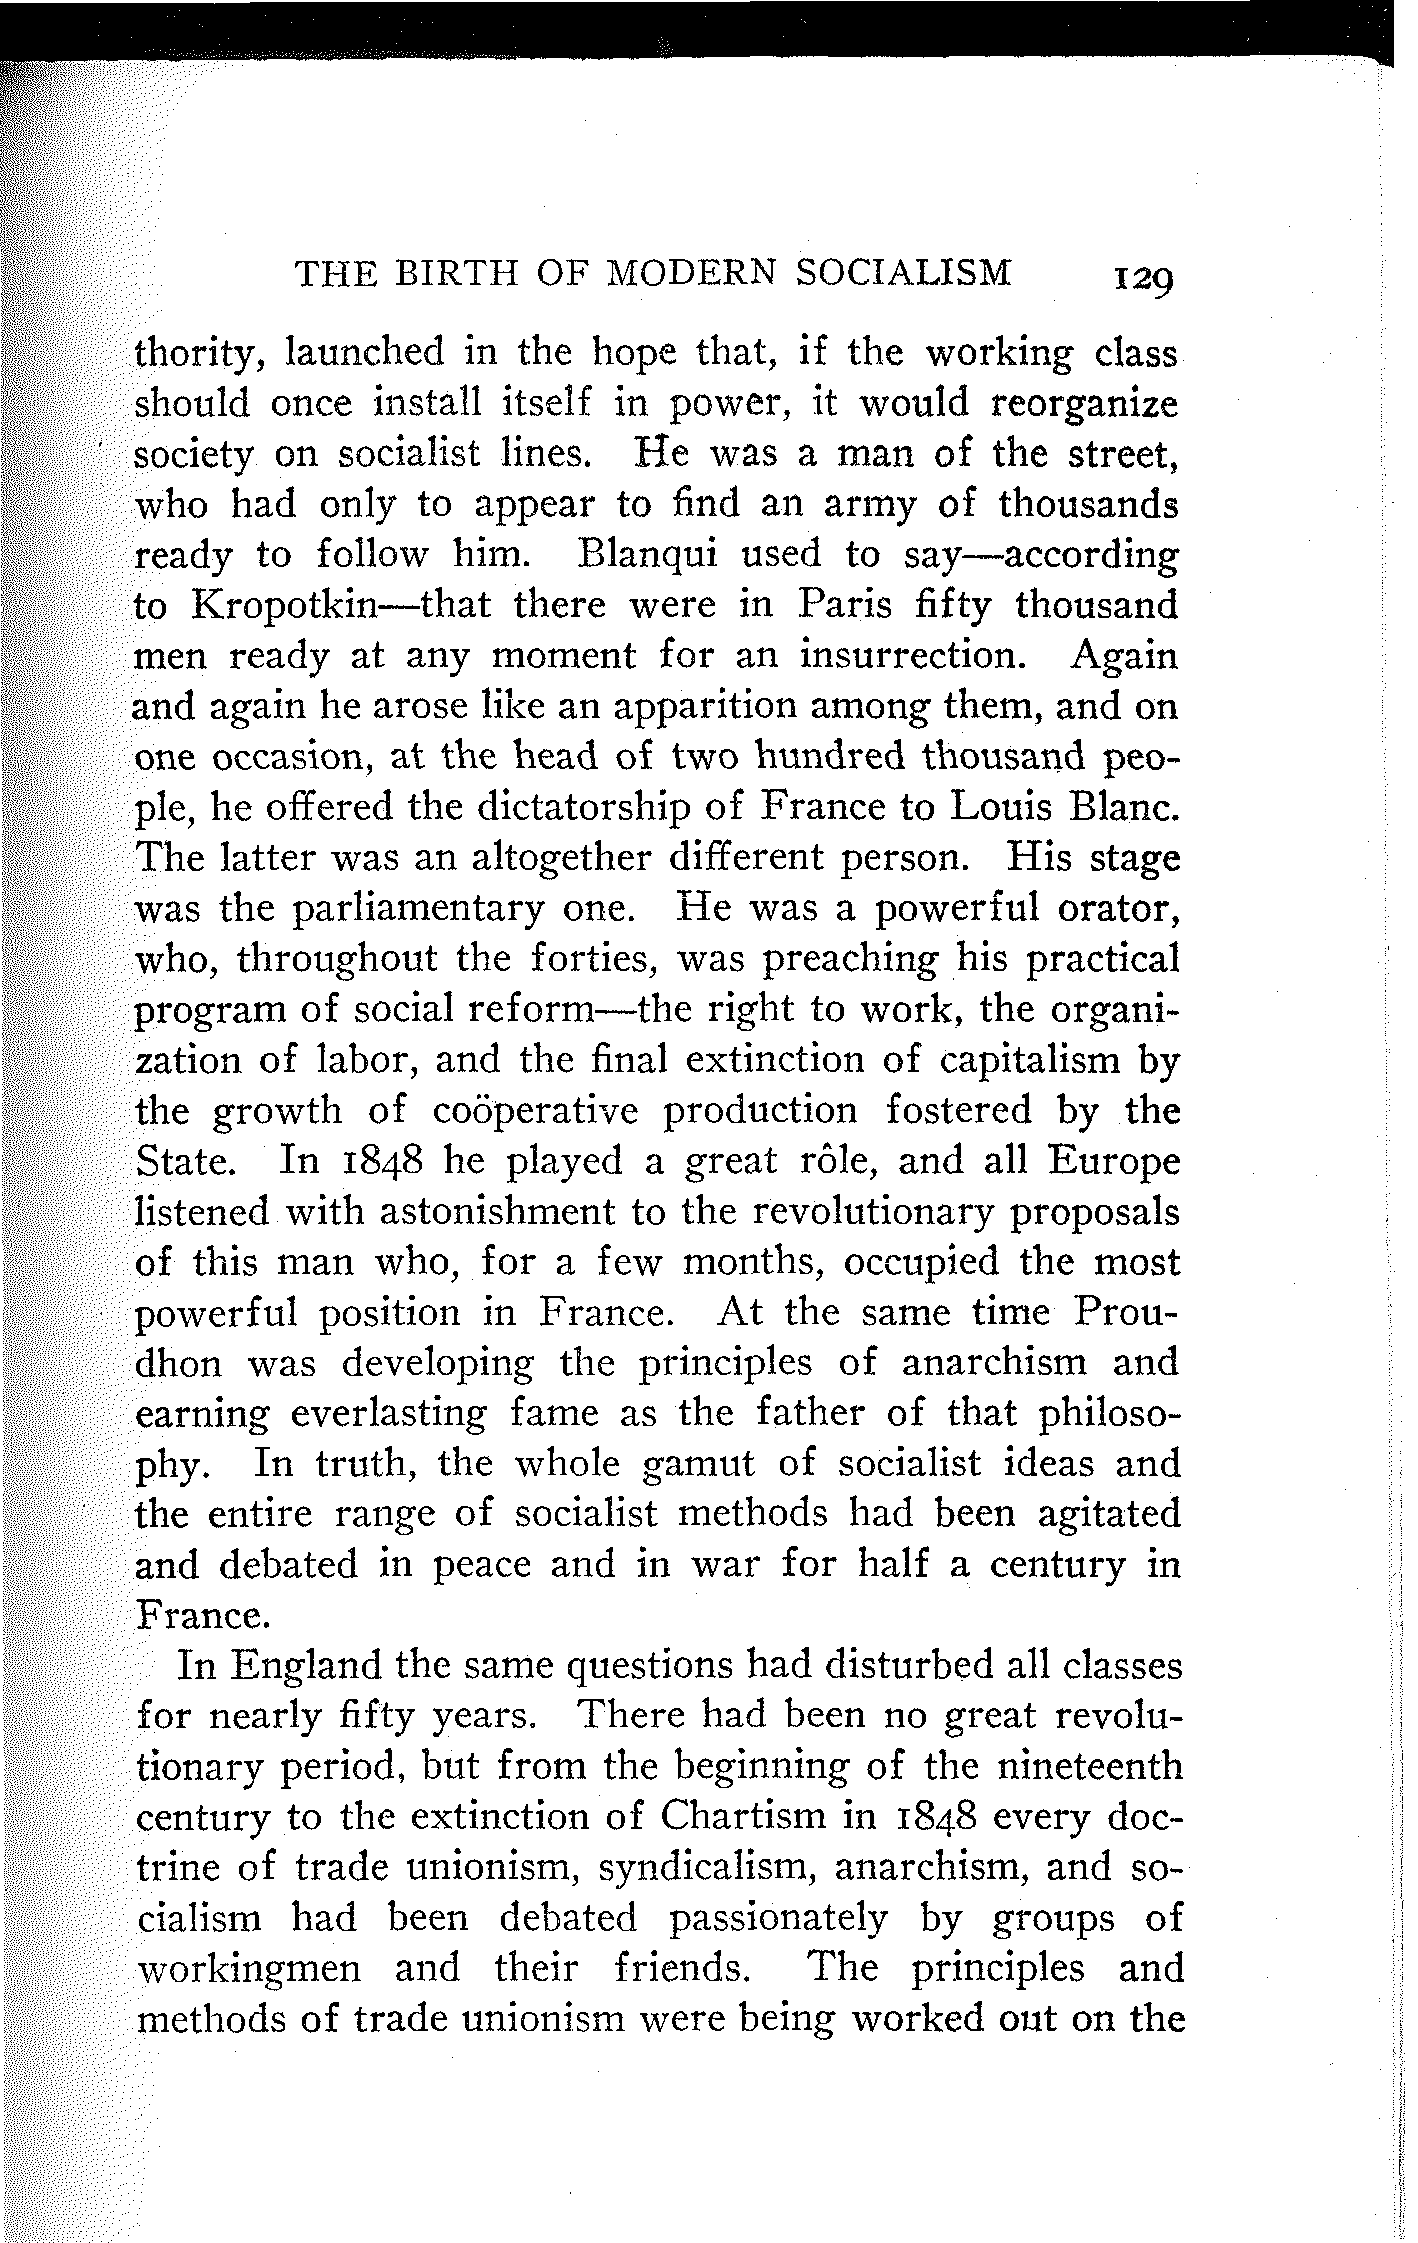 THE BIRTH OF MODERN SOCIALISM 129
thority, launched in the hope that, if the working class
should once install itself in power, it would reorganize
society on socialist lines. He was a man of the street,
who had only to appear to find an army of thousands
ready to follow him. Blanqui used to say—according
to Kropotkin—that there were in Paris fifty thousand
men ready at any moment for an insurrection. Again
and again he arose like an apparition among them, and on
one occasion, at the head of two hundred thousand peo-
ple, he offered the dictatorship of France to Louis Blanc.
The latter was an altogether different person. His stage
was the parliamentary one. He was a powerful orator,
who, throughout the forties, was preaching his practical
program of social reform—the right to work, the organi-
zation of labor, and the final extinction of capitalism by
the growth of coöperative production fostered by the
State. In 1848 he played a great rôle, and all Europe
listened with astonishment to the revolutionary proposals
of this man who, for a few months, occupied the most
powerful position in France. At the same time Prou-
dhon was developing the principles of anarchism and
earning everlasting fame as the father of that philoso-
phy. In truth, the whole gamut of socialist ideas and
the entire range of socialist methods had been agitated
and debated in peace and in war for half a century in
France.
In England the same questions had disturbed all classes
for nearly fifty years. There had been no great revolu-
tionary period, but from the beginning of the nineteenth
century to the extinction of Chartism in 1848 every doc-
trine of trade unionism, syndicalism, anarchism, and so-
cialism had been debated passionately by groups of
workingmen and their friends. The principles and
methods of trade unionism were being worked out on the